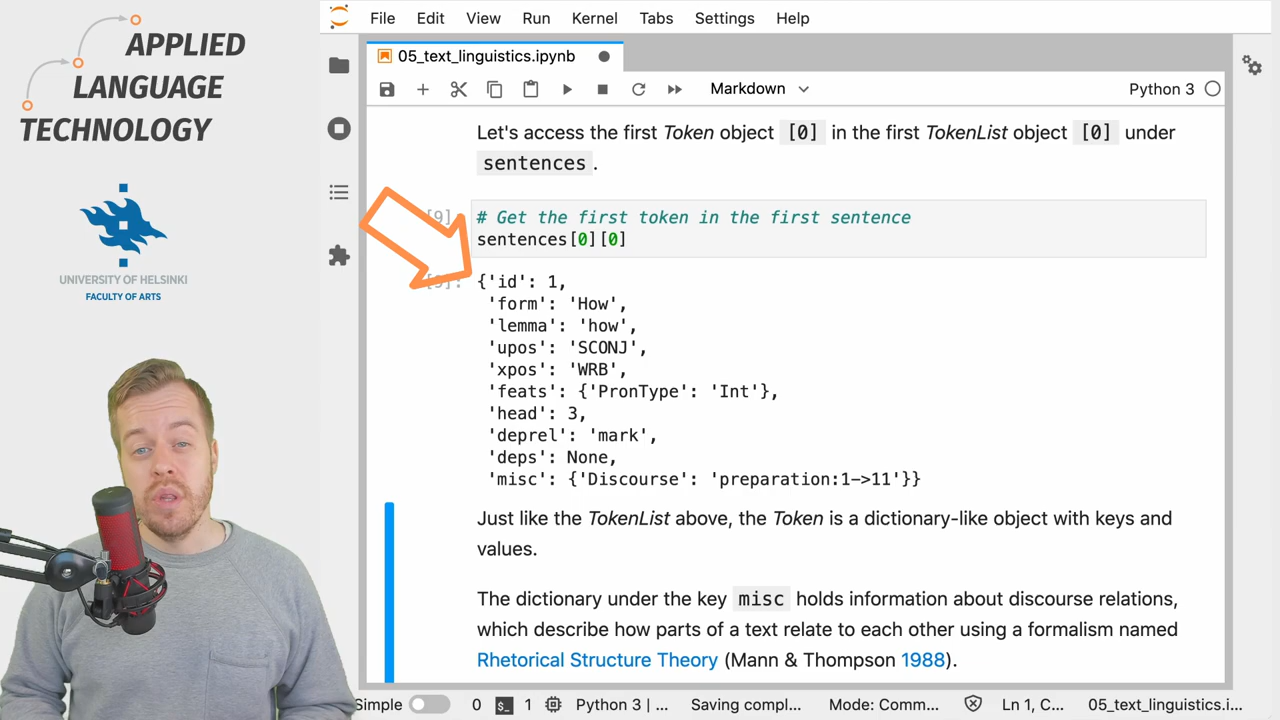 APPLIED
LANGUAGE
TECHNOLOGY
UNIVERSITY OF HELSINKI
FACULTY OF ARTS
File Edit View Run Kernel Tabs Settings Help
05_text_linguistics.ipynb
Markdown
Python 3
Let's access the first Token object [0] in the first TokenList object [0] under
sentences .
[9]: # Get the first token in the first sentence
sentences[0][0]
[9]: {'id': 1,
'form': 'How',
'lemma': 'how',
'upos': 'SCONJ',
'xpos': 'WRB',
'feats': {'PronType': 'Int'},
'head': 3,
'deprel': 'mark',
'deps': None,
'misc': {'Discourse': 'preparation:1->11'}}
Just like the TokenList above, the Token is a dictionary-like object with keys and
values.
The dictionary under the key misc holds information about discourse relations,
which describe how parts of a text relate to each other using a formalism named
Rhetorical Structure Theory (Mann & Thompson 1988).
Simple 0 1 Python 3 | ... Saving compl... Mode: Comm... Ln 1, C... 05_text_linguistics.i...